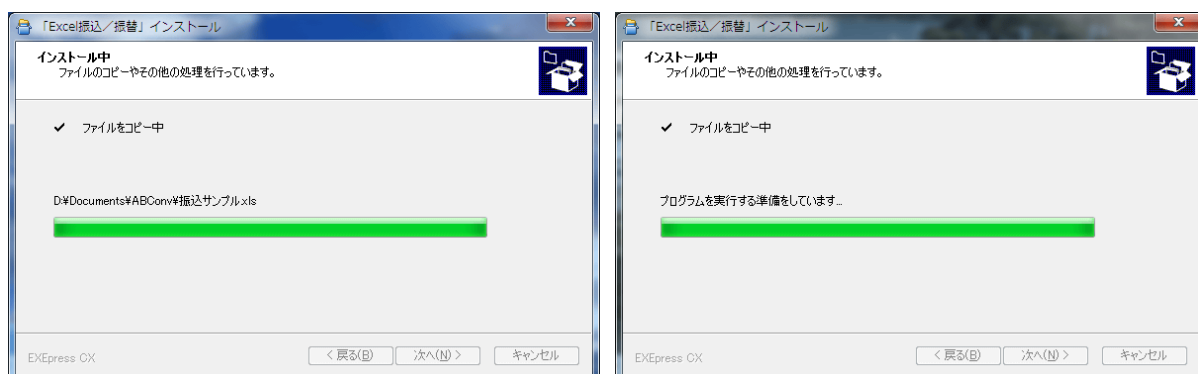 「Excel振込／振替」インストール
インストール中
ファイルのコピーやその他の処理を行っています。
✓ ファイルをコピー中
D:¥Documents¥ABConv¥振込サンプル.xls
EXEpress CX
< 戻る(B)
次へ(N) >
キャンセル
「Excel振込／振替」インストール
インストール中
ファイルのコピーやその他の処理を行っています。
✓ ファイルをコピー中
プログラムを実行する準備をしています...
EXEpress CX
< 戻る(B)
次へ(N) >
キャンセル